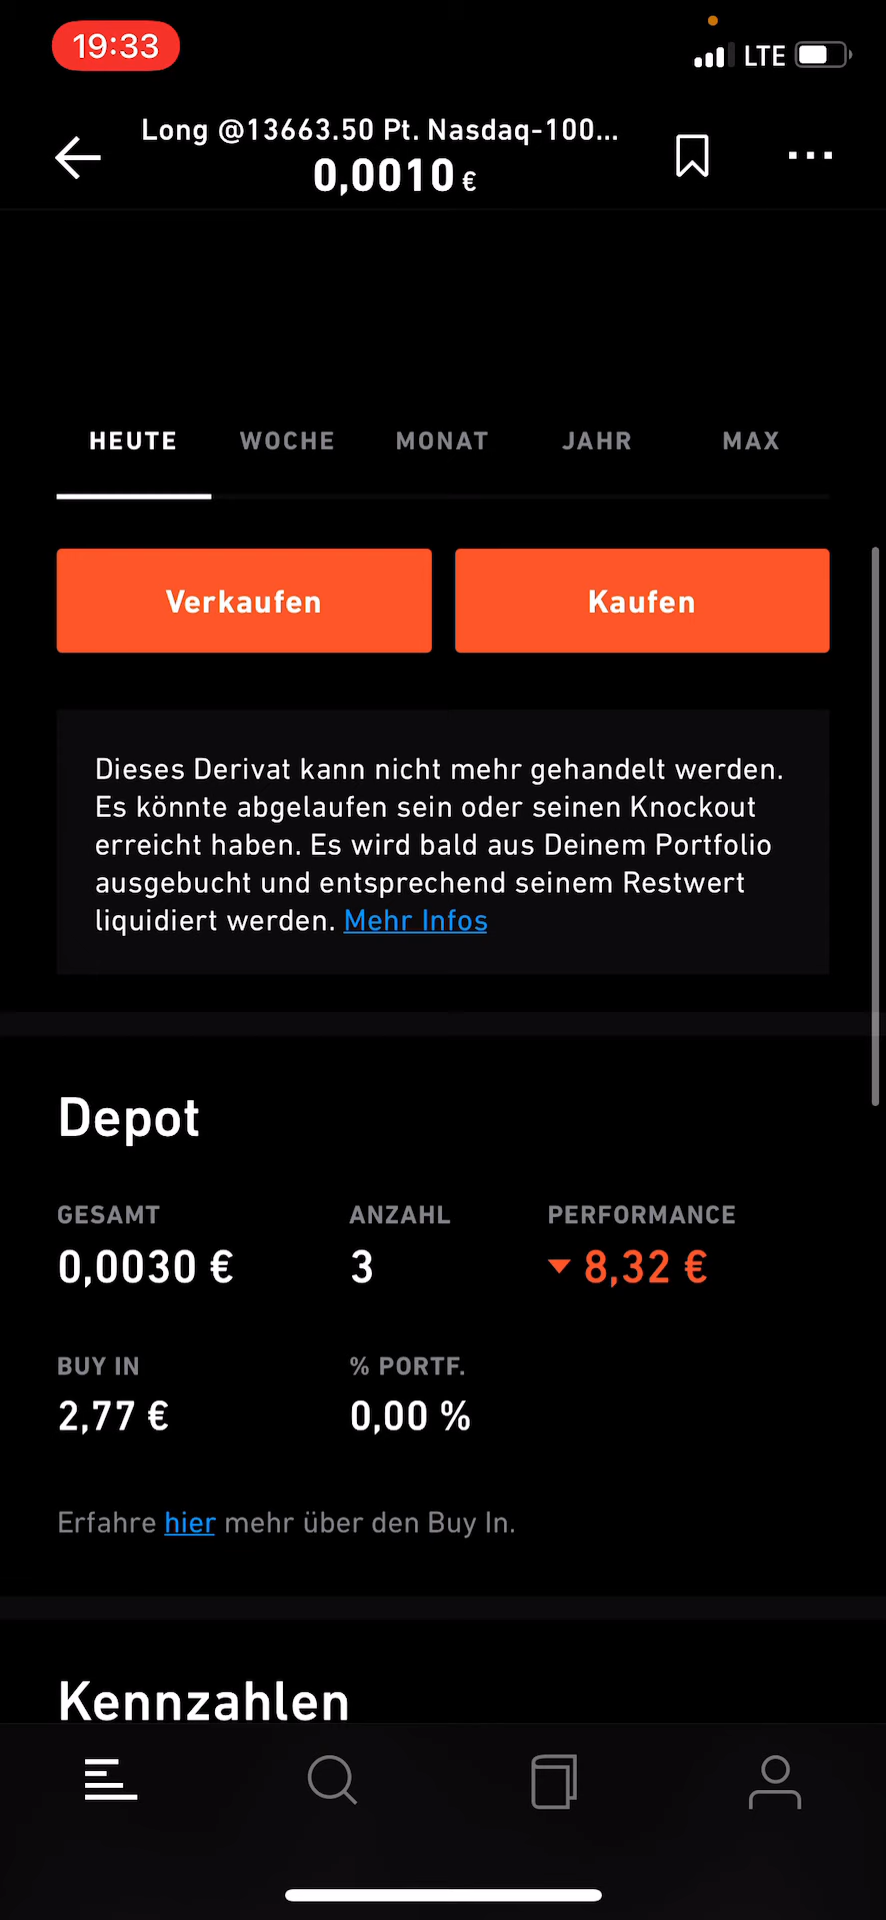 19:33
LTE
Long @13663.50 Pt. Nasdaq-100...
0,0010 €
HEUTE WOCHE MONAT JAHR MAX
Verkaufen Kaufen
Dieses Derivat kann nicht mehr gehandelt werden.
Es könnte abgelaufen sein oder seinen Knockout
erreicht haben. Es wird bald aus Deinem Portfolio
ausgebucht und entsprechend seinem Restwert
liquidiert werden. Mehr Infos
Depot
GESAMT ANZAHL PERFORMANCE
0,0030 € 3 8,32 €
BUY IN % PORTF.
2,77 € 0,00 %
Erfahre hier mehr über den Buy In.
Kennzahlen